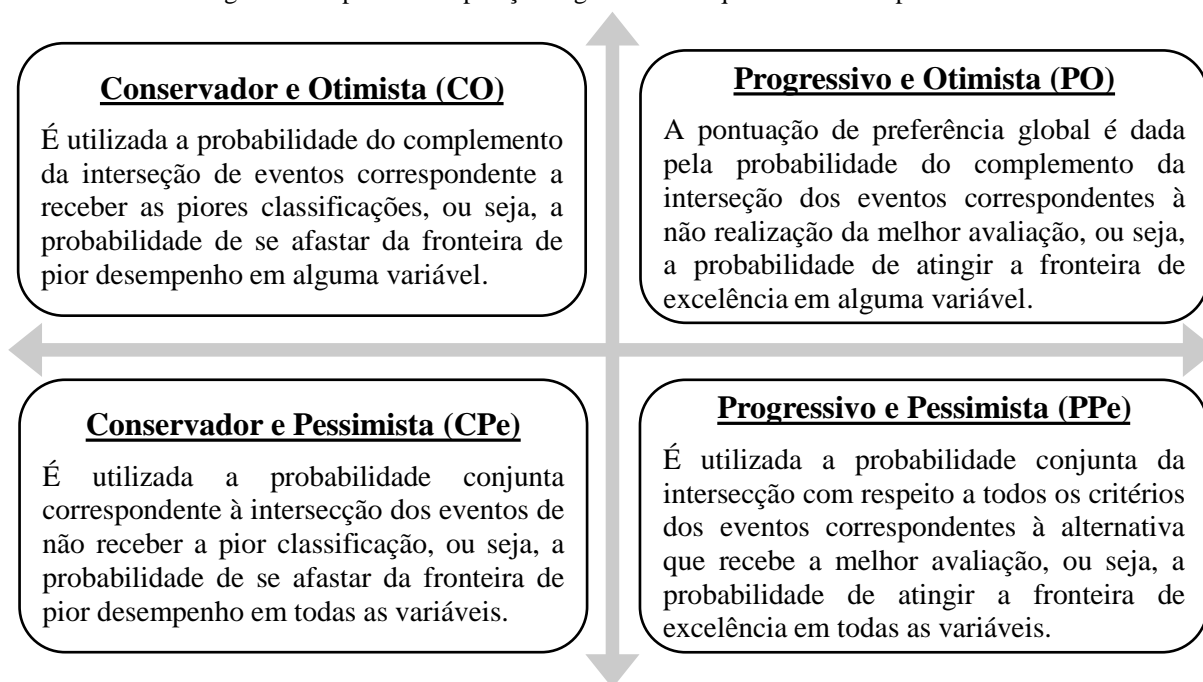 Conservador e Otimista (CO)
É utilizada a probabilidade do complemento
da interseção de eventos correspondente a
receber as piores classificações, ou seja, a
probabilidade de se afastar da fronteira de
pior desempenho em alguma variável.
Progressivo e Otimista (PO)
A pontuação de preferência global é dada
pela probabilidade do complemento da
interseção dos eventos correspondentes à
não realização da melhor avaliação, ou seja,
a probabilidade de atingir a fronteira de
excelência em alguma variável.
Conservador e Pessimista (CPe)
É utilizada a probabilidade conjunta
correspondente à intersecção dos eventos de
não receber a pior classificação, ou seja, a
probabilidade de se afastar da fronteira de
pior desempenho em todas as variáveis.
Progressivo e Pessimista (PPe)
É utilizada a probabilidade conjunta da
intersecção com respeito a todos os critérios
dos eventos correspondentes à alternativa
que recebe a melhor avaliação, ou seja, a
probabilidade de atingir a fronteira de
excelência em todas as variáveis.